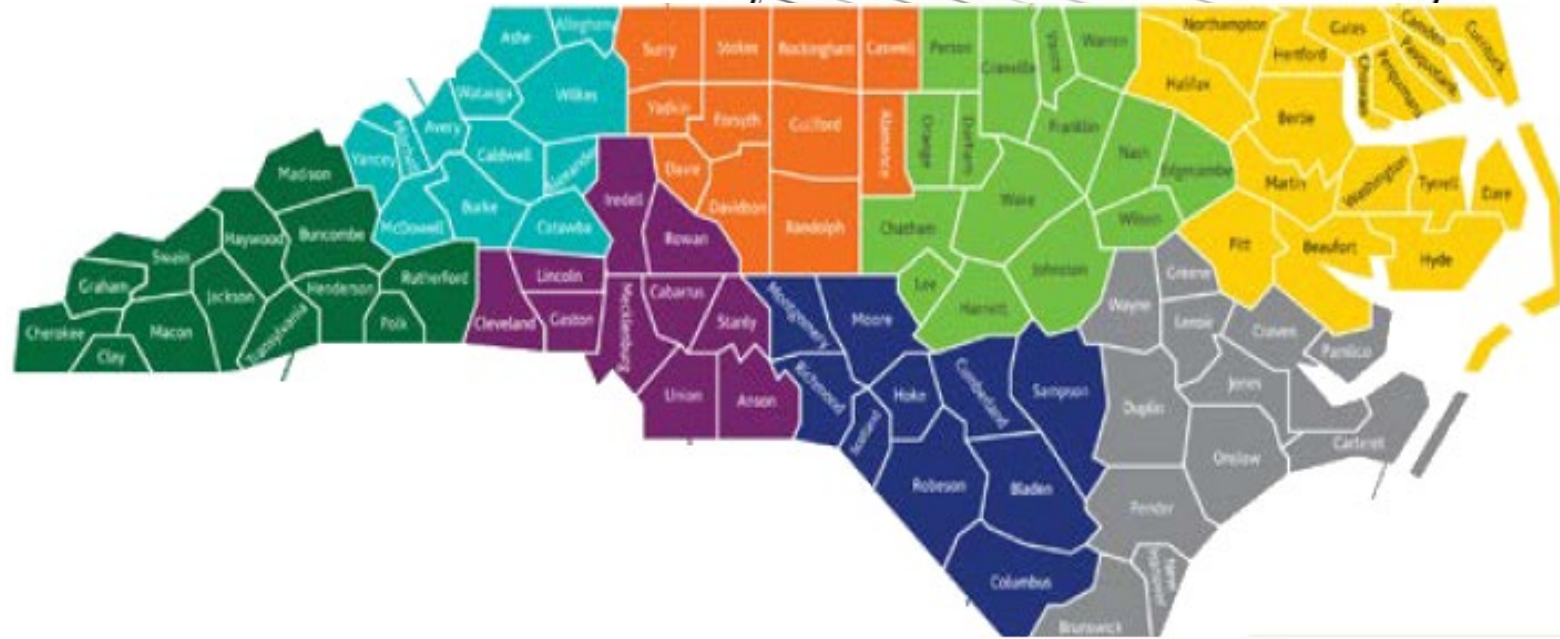 Ashe
Alleghany
Surry
Stokes
Rockingham
Caswell
Person
Granville
Vance
Warren
Northampton
Gates
Camden
Currituck
Hertford
Pasquotank
Perquimans
Chowan
Halifax
Watauga
Wilkes
Yadkin
Forsyth
Guilford
Alamance
Orange
Durham
Franklin
Nash
Edgecombe
Bertie
Avery
Mitchell
Yancey
Caldwell
Alexander
Madison
Davie
Iredell
Davidson
Randolph
Chatham
Wake
Wilson
Martin
Washington
Tyrrell
Dare
Burke
McDowell
Catawba
Rowan
Buncombe
Haywood
Swain
Graham
Jackson
Henderson
Rutherford
Lincoln
Lee
Johnston
Harnett
Pitt
Beaufort
Hyde
Greene
Cherokee
Clay
Macon
Transylvania
Polk
Cleveland
Gaston
Mecklenburg
Cabarrus
Stanly
Montgomery
Moore
Wayne
Lenoir
Craven
Pamlico
Union
Anson
Richmond
Scotland
Hoke
Cumberland
Sampson
Duplin
Jones
Onslow
Carteret
Robeson
Bladen
Pender
Columbus
New Hanover
Brunswick